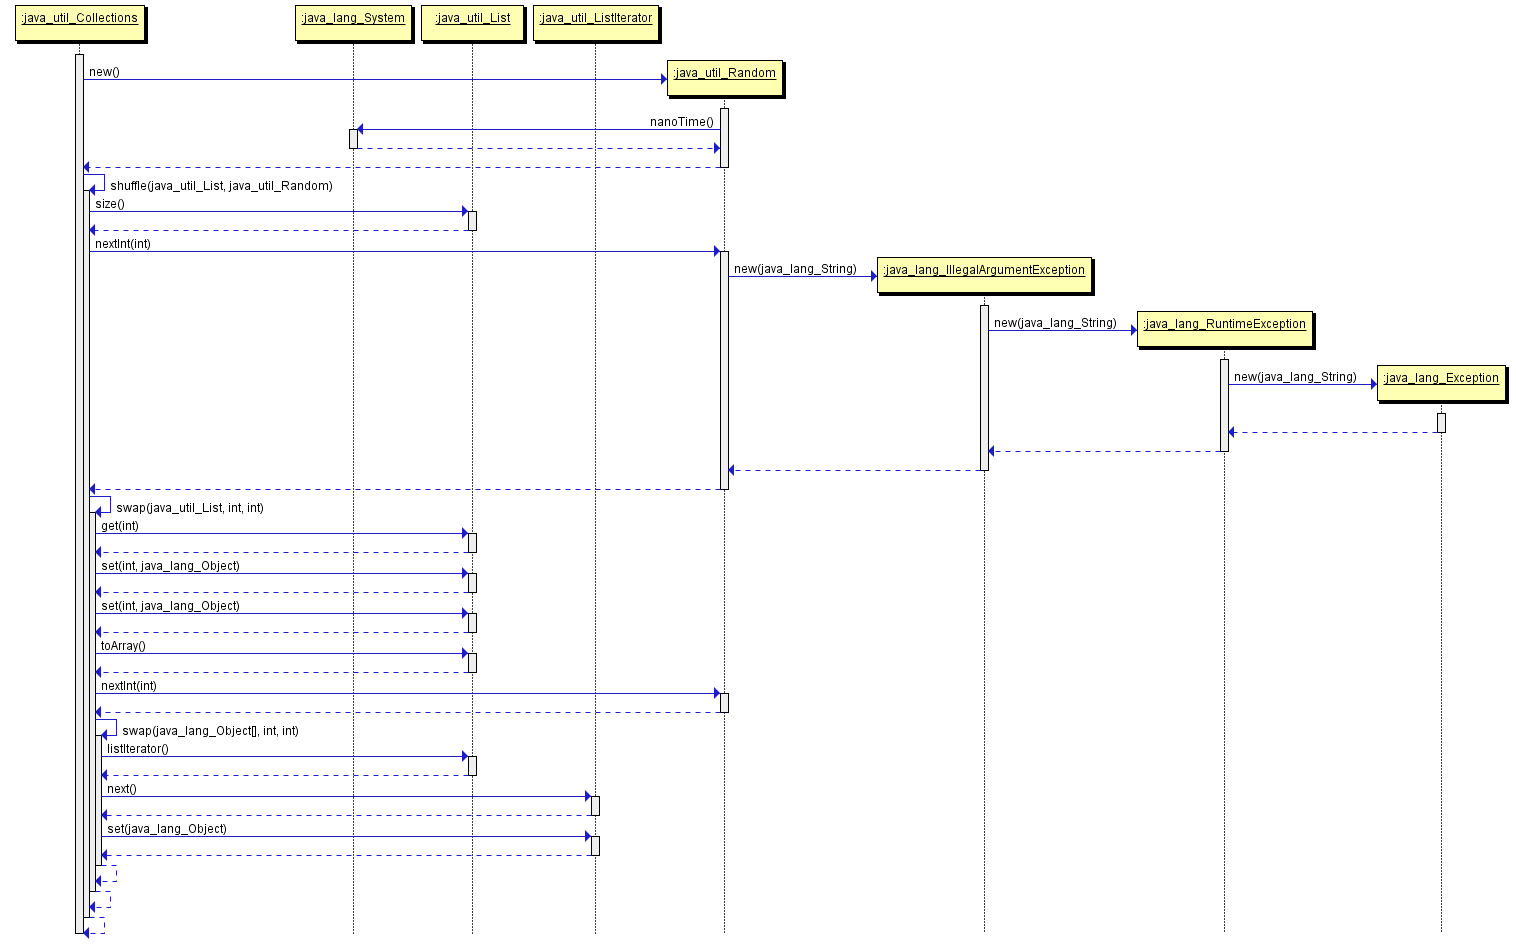 :java_util_Collections
:java_lang_System
:java_util_List
:java_util_ListIterator
new()
:java_util_Random
nanoTime()
shuffle(java_util_List, java_util_Random)
size()
nextInt(int)
new(java_lang_String)
:java_lang_IllegalArgumentException
new(java_lang_String)
:java_lang_RuntimeException
new(java_lang_String)
:java_lang_Exception
swap(java_util_List, int, int)
get(int)
set(int, java_lang_Object)
set(int, java_lang_Object)
toArray()
nextInt(int)
swap(java_lang_Object[], int, int)
listIterator()
next()
set(java_lang_Object)